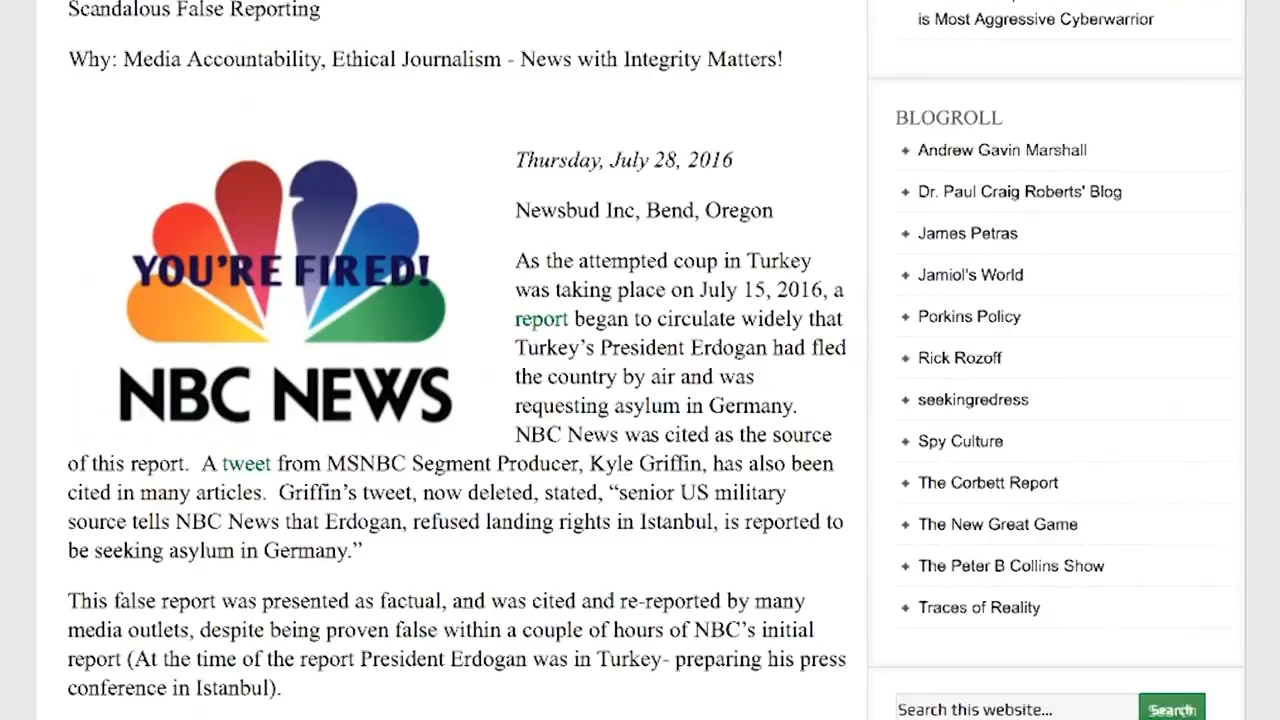 Scandalous False Reporting
Why: Media Accountability, Ethical Journalism - News with Integrity Matters!
YOU'RE FIRED!
NBC NEWS
Thursday, July 28, 2016
Newsbud Inc, Bend, Oregon
As the attempted coup in Turkey
was taking place on July 15, 2016, a
report began to circulate widely that
Turkey’s President Erdogan had fled
the country by air and was
requesting asylum in Germany.
NBC News was cited as the source
of this report.  A tweet from MSNBC Segment Producer, Kyle Griffin, has also been
cited in many articles.  Griffin’s tweet, now deleted, stated, “senior US military
source tells NBC News that Erdogan, refused landing rights in Istanbul, is reported to
be seeking asylum in Germany.”
This false report was presented as factual, and was cited and re-reported by many
media outlets, despite being proven false within a couple of hours of NBC’s initial
report (At the time of the report President Erdogan was in Turkey- preparing his press
conference in Istanbul).
is Most Aggressive Cyberwarrior
BLOGROLL
Andrew Gavin Marshall
Dr. Paul Craig Roberts' Blog
James Petras
Jamiol's World
Porkins Policy
Rick Rozoff
seekingredress
Spy Culture
The Corbett Report
The New Great Game
The Peter B Collins Show
Traces of Reality
Search this website...
Search